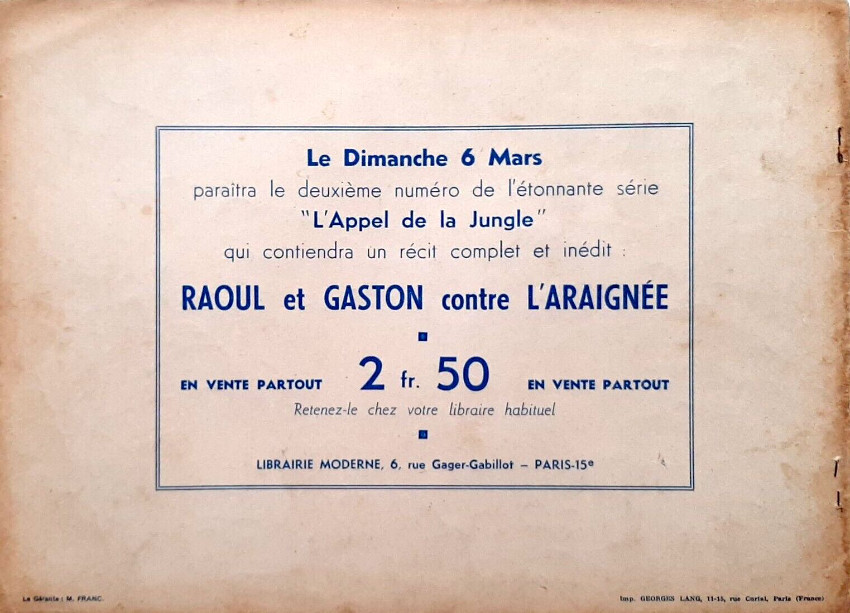 Le Dimanche 6 Mars
paraîtra le deuxième numéro de l'étonnante série
"L'Appel de la Jungle"
qui contiendra un récit complet et inédit :
RAOUL et GASTON contre L'ARAIGNÉE
EN VENTE PARTOUT 2 fr. 50 EN VENTE PARTOUT
Retenez-le chez votre libraire habituel
LIBRAIRIE MODERNE, 6, rue Gager-Gabillot – PARIS-15e
Le Gérante : M. FRANC.
Imp. GEORGES LANG, 11-15, rue Curial, Paris (France)